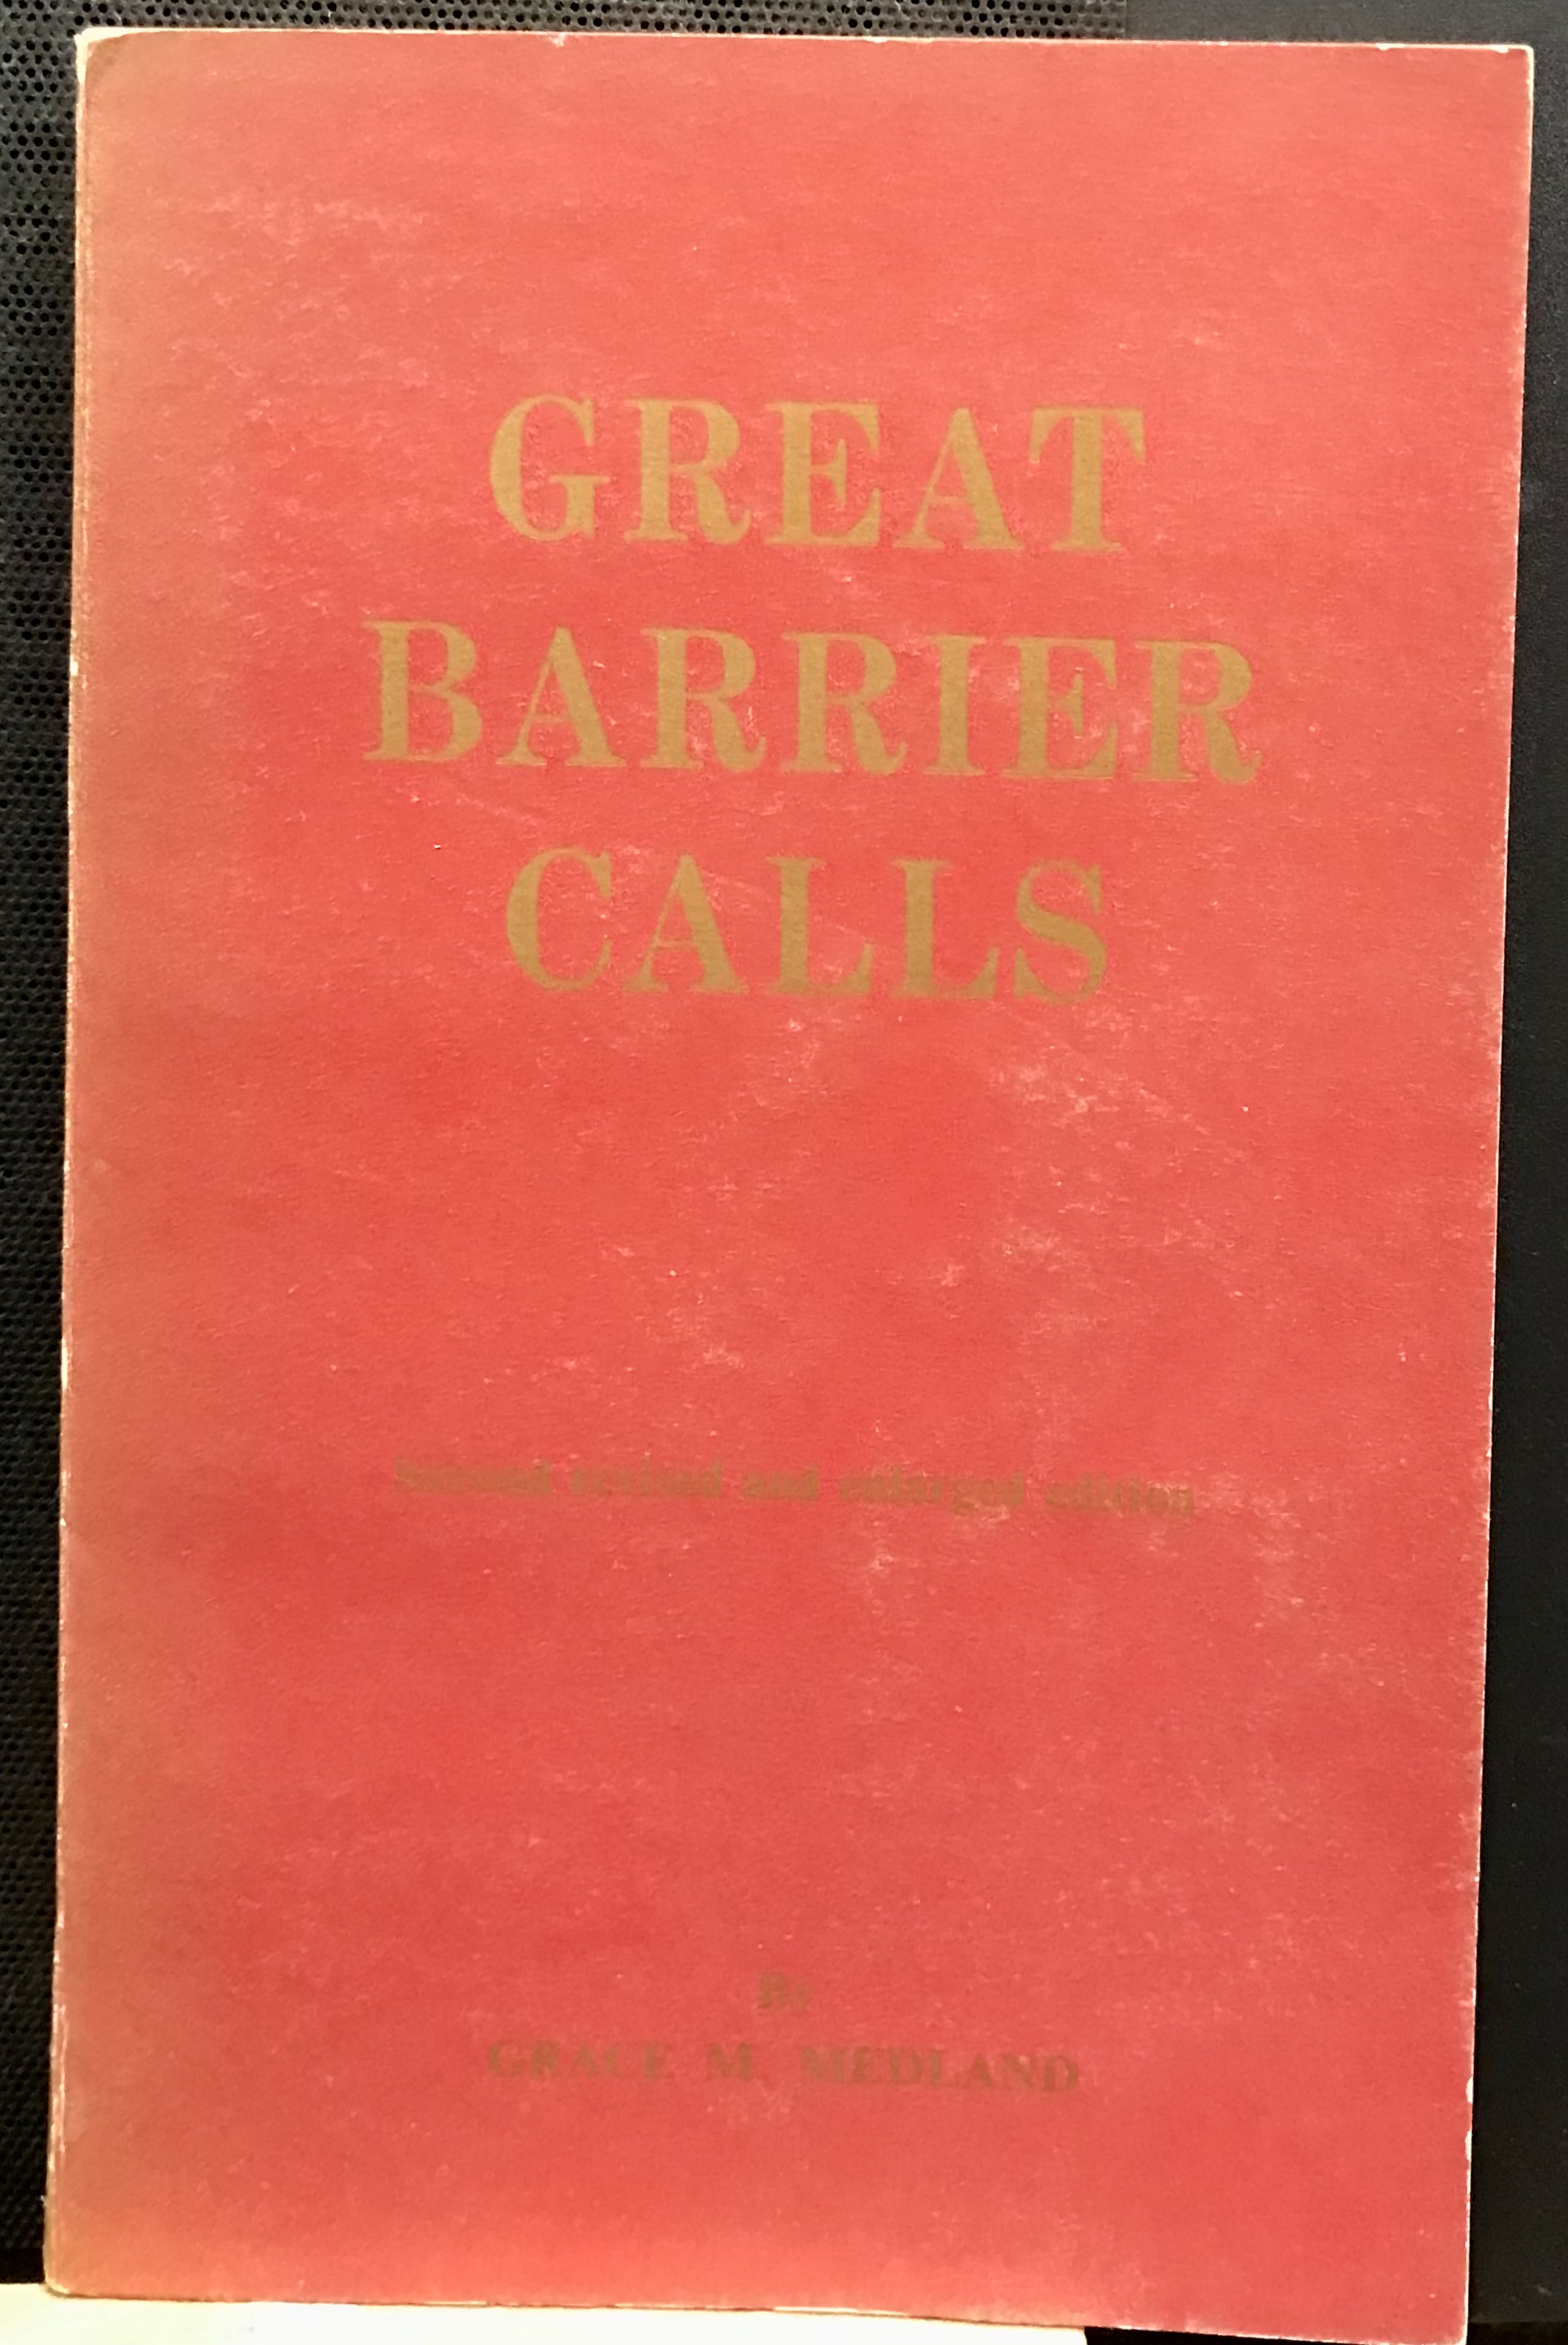 GREAT
BARRIER
CALLS
Second revised and enlarged edition
By
GRACE M. MEDLAND